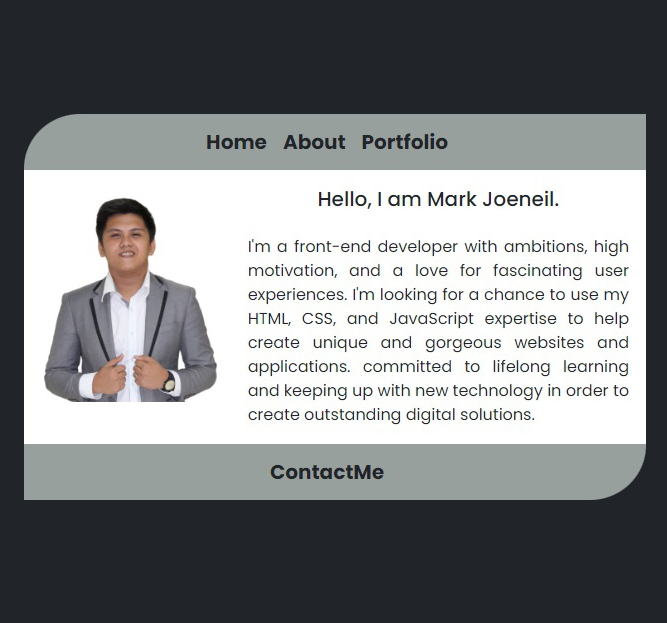 Home About Portfolio
Hello, I am Mark Joeneil.
I'm a front-end developer with ambitions, high
motivation, and a love for fascinating user
experiences. I'm looking for a chance to use my
HTML, CSS, and JavaScript expertise to help
create unique and gorgeous websites and
applications. committed to lifelong learning
and keeping up with new technology in order to
create outstanding digital solutions.
ContactMe